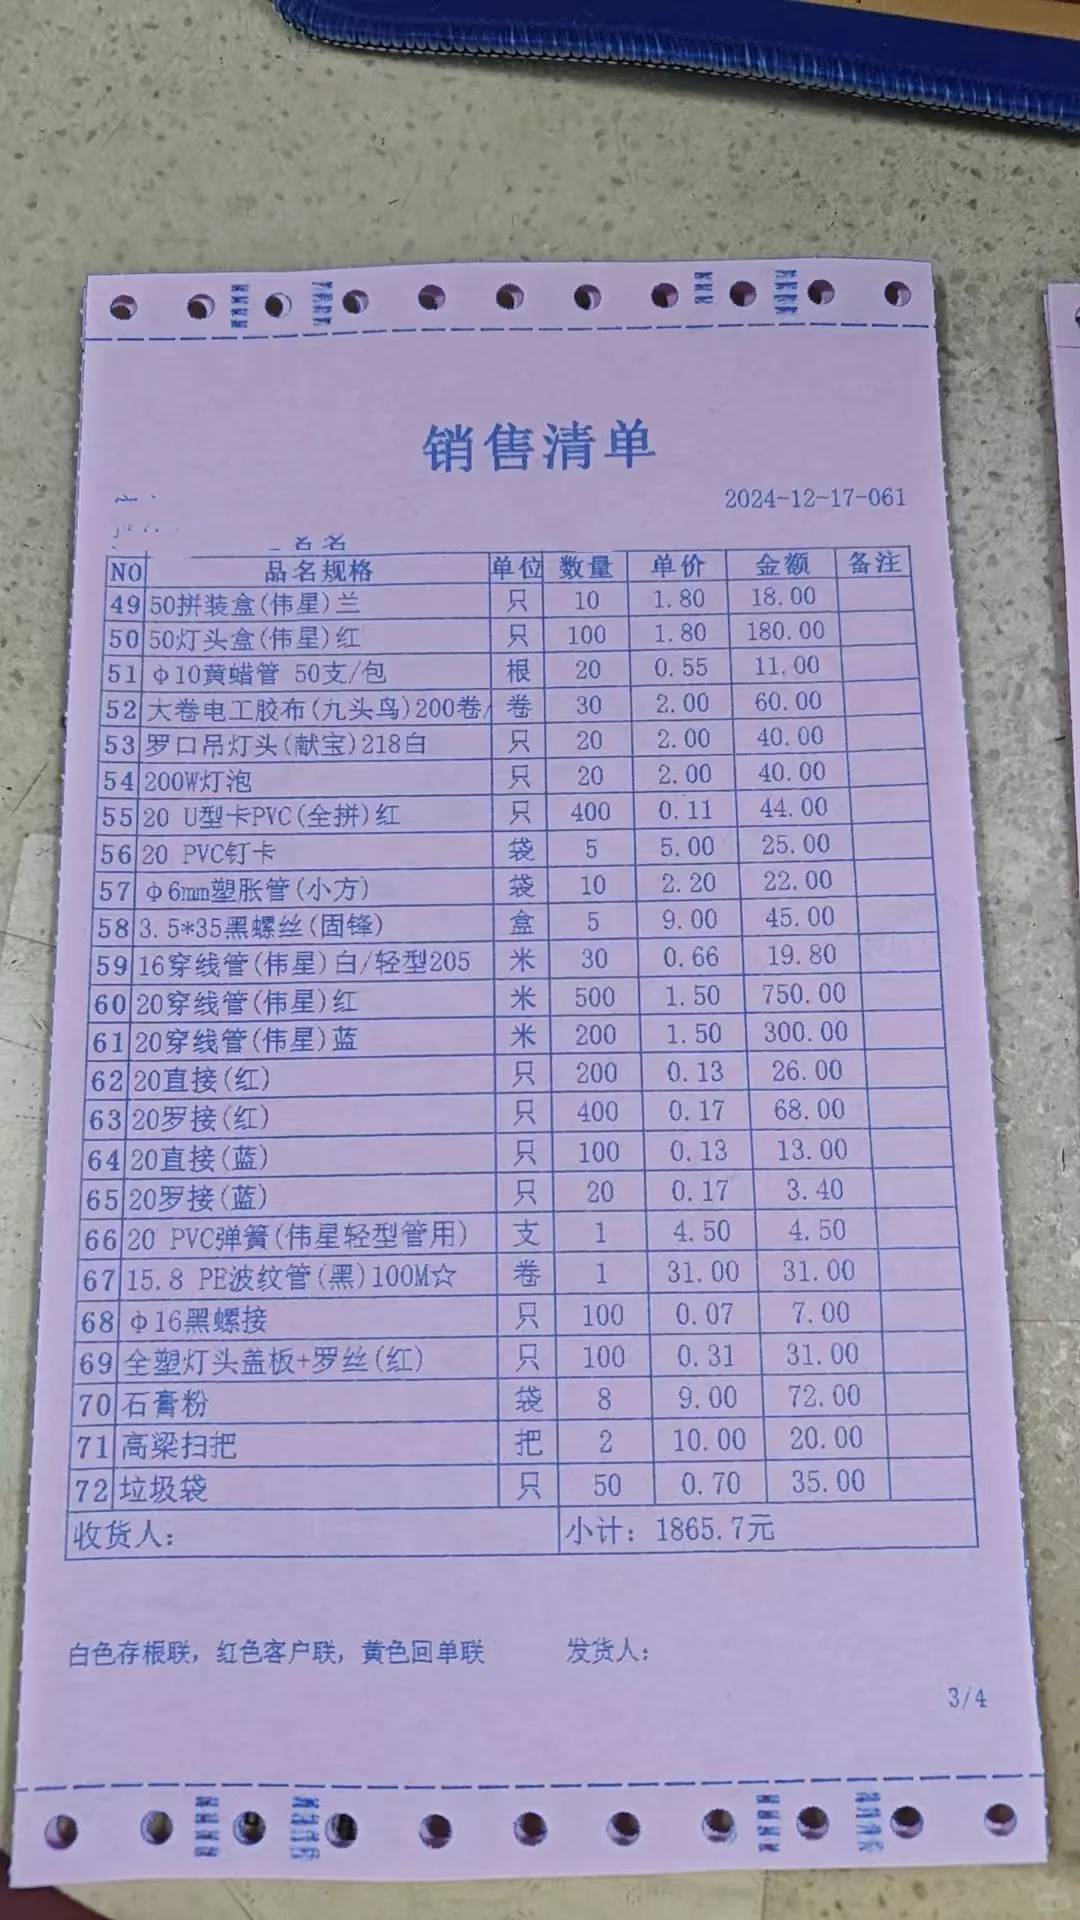 销售清单
2024-12-17-061
名名
NO 品名规格 单位 数量 单价 金额 备注
49 50拼装盒(伟星)兰 只 10 1.80 18.00
50 50灯头盒(伟星)红 只 100 1.80 180.00
51 φ10黄蜡管 50支/包 根 20 0.55 11.00
52 大卷电工胶布(九头鸟)200卷/ 卷 30 2.00 60.00
53 罗口吊灯头(献宝)218白 只 20 2.00 40.00
54 200W灯泡 只 20 2.00 40.00
55 20 U型卡PVC(全拼)红 只 400 0.11 44.00
56 20 PVC钉卡 袋 5 5.00 25.00
57 φ6mm塑胀管(小方) 袋 10 2.20 22.00
58 3.5*35黑螺丝(固锋) 盒 5 9.00 45.00
59 16穿线管(伟星)白/轻型205 米 30 0.66 19.80
60 20穿线管(伟星)红 米 500 1.50 750.00
61 20穿线管(伟星)蓝 米 200 1.50 300.00
62 20直接(红) 只 200 0.13 26.00
63 20罗接(红) 只 400 0.17 68.00
64 20直接(蓝) 只 100 0.13 13.00
65 20罗接(蓝) 只 20 0.17 3.40
66 20 PVC弹簧(伟星轻型管用) 支 1 4.50 4.50
67 15.8 PE波纹管(黑)100M☆ 卷 1 31.00 31.00
68 φ16黑螺接 只 100 0.07 7.00
69 全塑灯头盖板+罗丝(红) 只 100 0.31 31.00
70 石膏粉 袋 8 9.00 72.00
71 高粱扫把 把 2 10.00 20.00
72 垃圾袋 只 50 0.70 35.00
收货人: 小计: 1865.7元
白色存根联, 红色客户联, 黄色回单联 发货人:
3/4